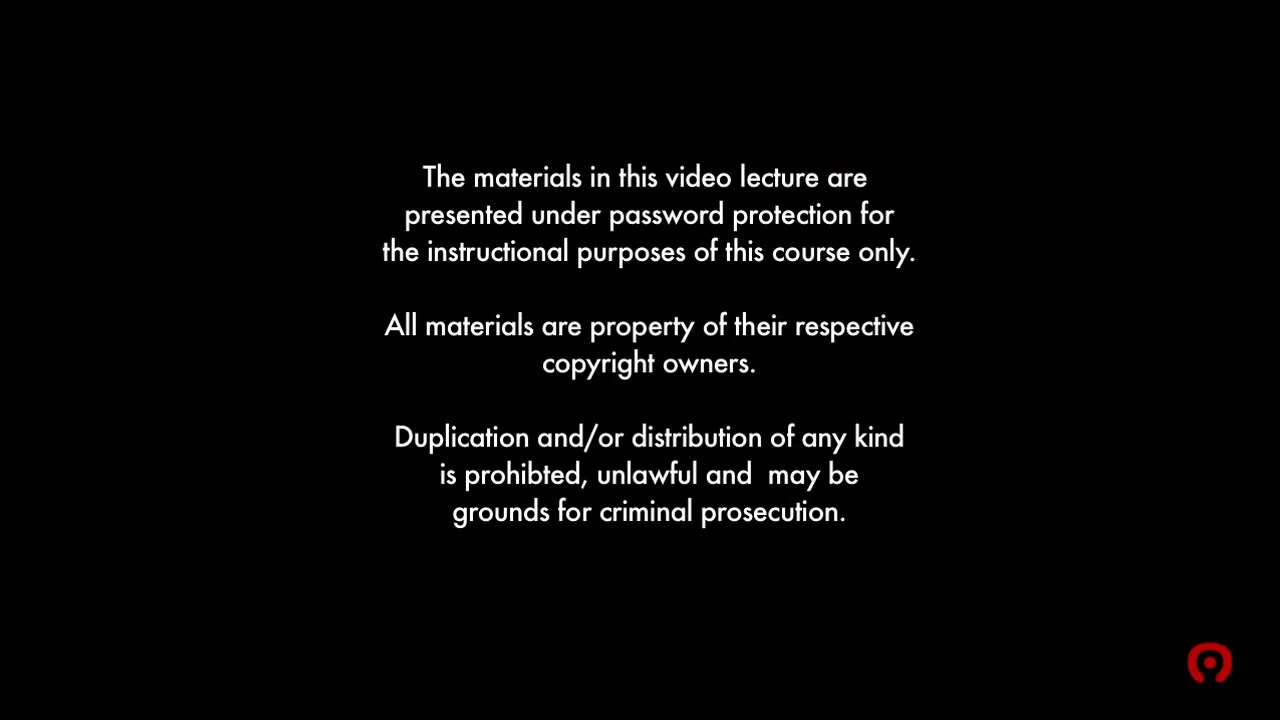 The materials in this video lecture are
presented under password protection for
the instructional purposes of this course only.
All materials are property of their respective
copyright owners.
Duplication and/or distribution of any kind
is prohibted, unlawful and  may be
grounds for criminal prosecution.